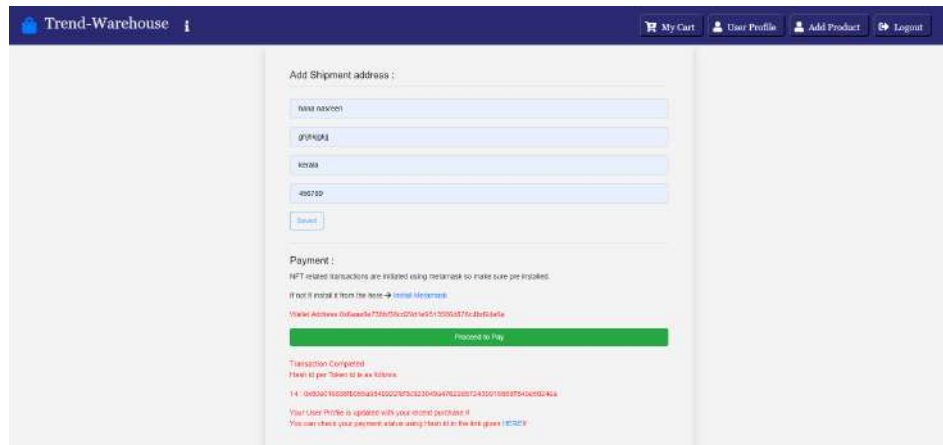 Trend-Warehouse i
My Cart
User Profile
Add Product
Logout
Add Shipment address :
hana nasreen
kerala
Saved
Payment :
NFT related transactions are initiated using metamask so make sure pre installed.
If not !! install it from the here → Install Metamask
Wallet Address
Proceed to Pay
Transaction Completed
Hash id per Token id is as follows
14 :
Your User Profile is updated with your recent purchase !!
You can check your payment status using Hash id in the link given HERE!!